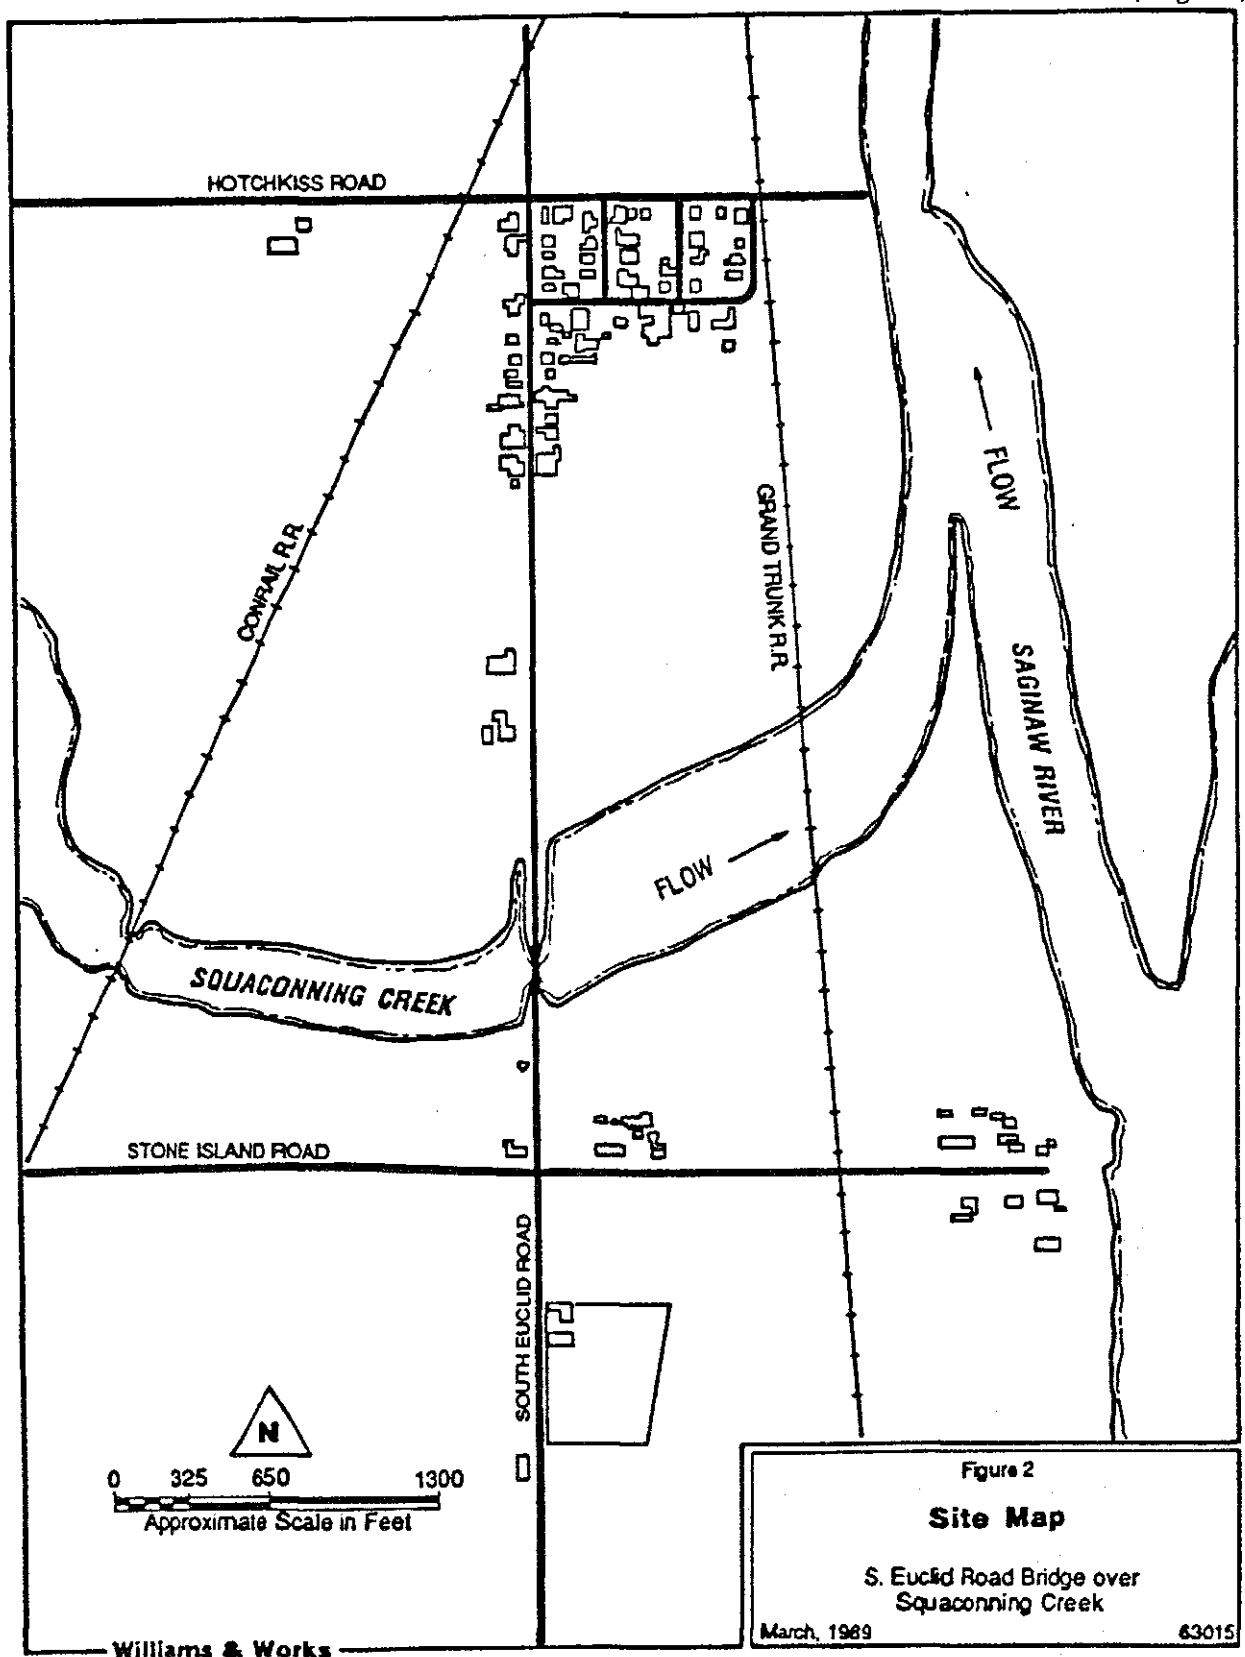 HOTCHKISS ROAD
CONRAIL R.R.
GRAND TRUNK R.R.
FLOW
SAGINAW RIVER
FLOW
SQUACONNING CREEK
STONE ISLAND ROAD
SOUTH EUCLID ROAD
N
0 325 650 1300
Approximate Scale in Feet
Figure 2
Site Map
S. Euclid Road Bridge over
Squaconning Creek
March, 1989 63015
Williams & Works